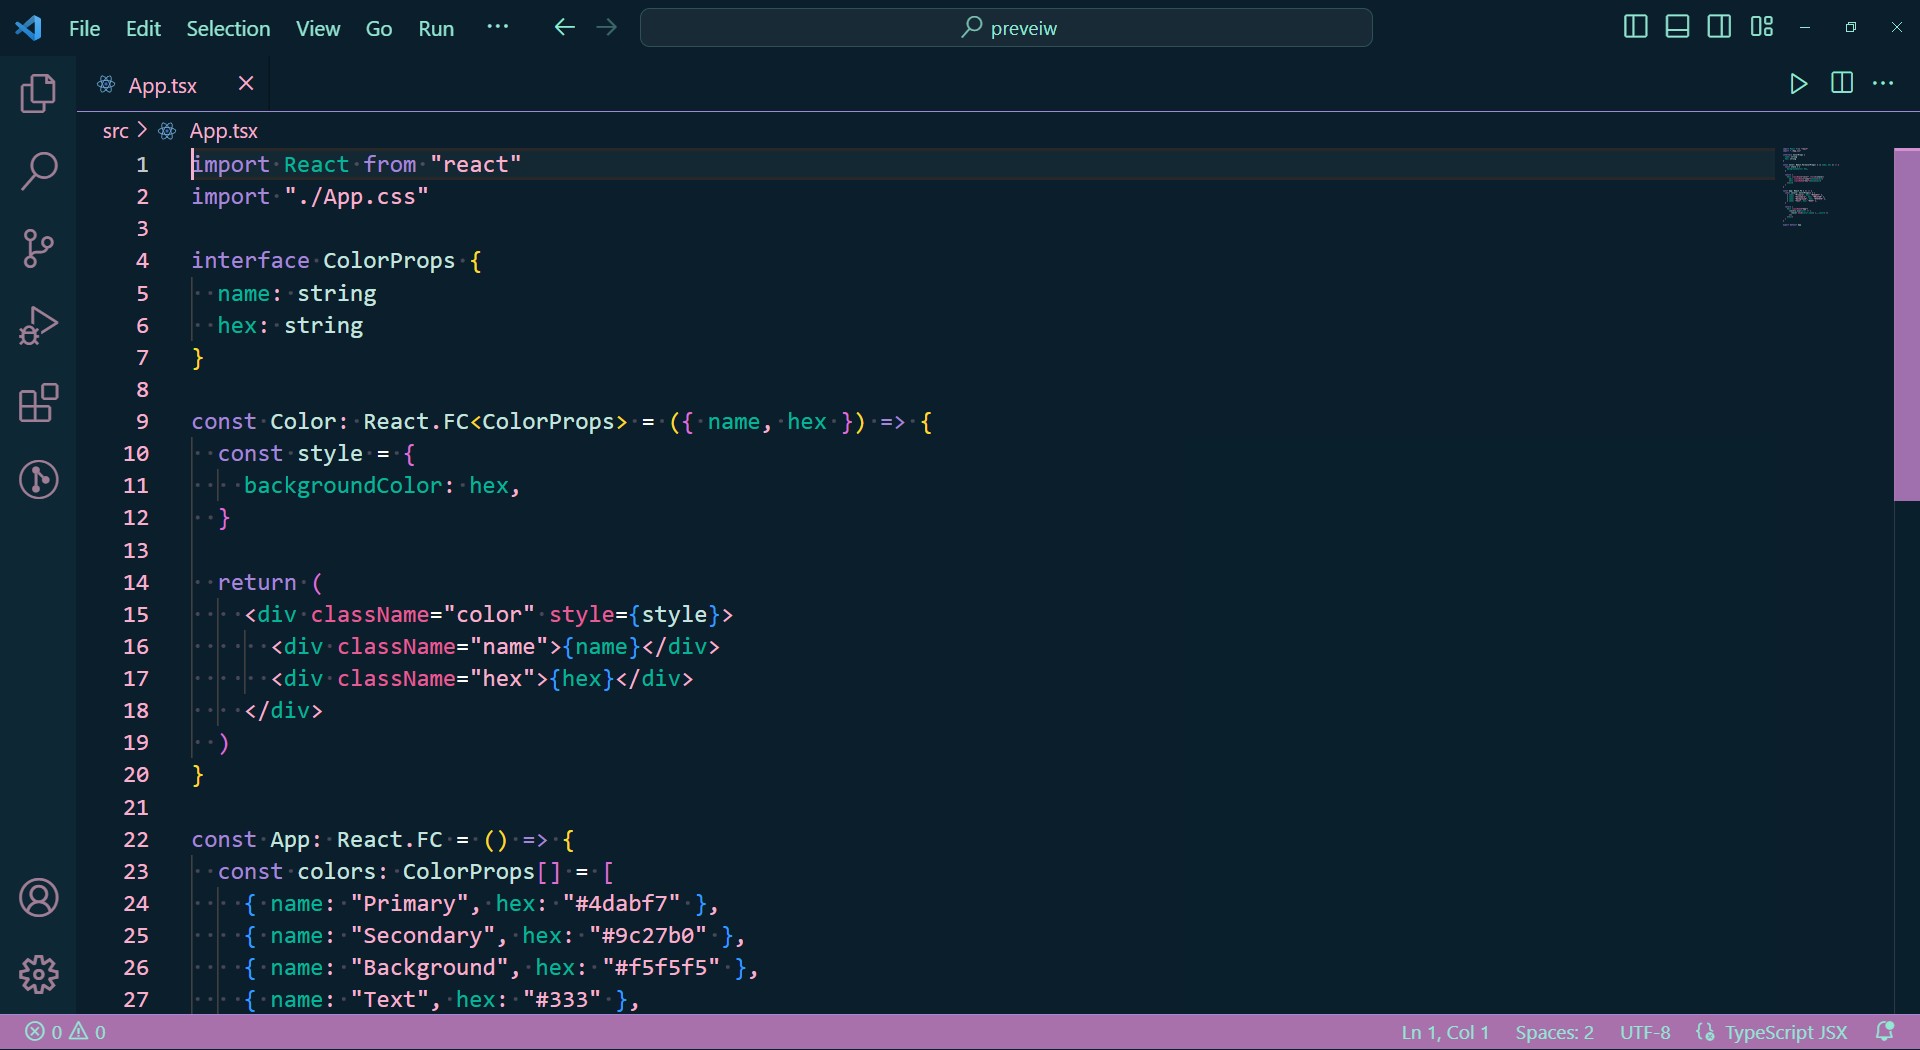 File Edit Selection View Go Run ··· preveiw
App.tsx
src > App.tsx
1 import React from "react"
2 import "./App.css"
3
4 interface ColorProps {
5 name: string
6 hex: string
7 }
8
9 const Color: React.FC<ColorProps> = ({ name, hex }) => {
10 const style = {
11 backgroundColor: hex,
12 }
13
14 return (
15 <div className="color" style={style}>
16 <div className="name">{name}</div>
17 <div className="hex">{hex}</div>
18 </div>
19 )
20 }
21
22 const App: React.FC = () => {
23 const colors: ColorProps[] = [
24 { name: "Primary", hex: "#4dabf7" },
25 { name: "Secondary", hex: "#9c27b0" },
26 { name: "Background", hex: "#f5f5f5" },
27 { name: "Text", hex: "#333" },
0 0 Ln 1, Col 1 Spaces: 2 UTF-8 TypeScript JSX